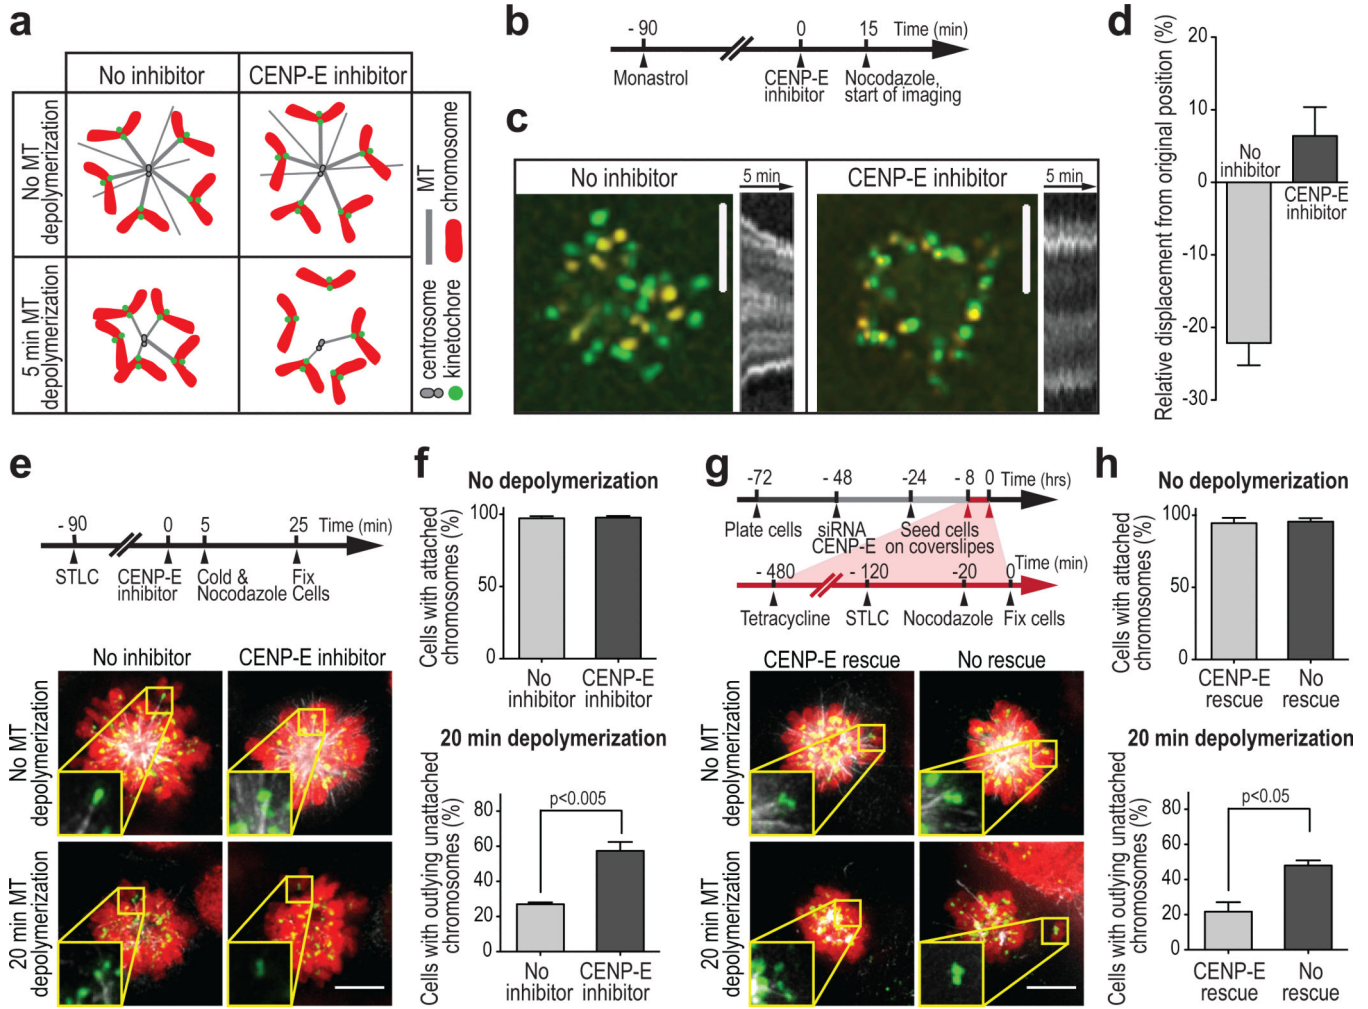 a
No inhibitor
CENP-E inhibitor
No MT
depolymerization
5 min MT
depolymerization
MT
chromosome
centrosome
kinetochore
b
- 90
0
15
Time (min)
Monastrol
CENP-E
inhibitor
Nocodazole,
start of imaging
c
No inhibitor
5 min
CENP-E inhibitor
5 min
d
Relative displacement from original position (%)
20
10
0
-10
-20
-30
No
inhibitor
CENP-E
inhibitor
e
- 90
0
5
25
Time (min)
STLC
CENP-E
inhibitor
Cold &
Nocodazole
Fix
Cells
No inhibitor
CENP-E inhibitor
No MT
depolymerization
20 min MT
depolymerization
f
No depolymerization
Cells with attached
chromosomes (%)
100
50
0
No
inhibitor
CENP-E
inhibitor
20 min depolymerization
Cells with outlying unattached
chromosomes (%)
80
60
40
20
0
p<0.005
No
inhibitor
CENP-E
inhibitor
g
-72
- 48
-24
- 8
0
Time (hrs)
Plate cells
siRNA
CENP-E
Seed cells
on coverslipes
- 480
- 120
-20
0
Time (min)
Tetracycline
STLC
Nocodazole
Fix cells
CENP-E rescue
No rescue
No MT
depolymerization
20 min MT
depolymerization
h
No depolymerization
Cells with attached
chromosomes (%)
100
50
0
CENP-E
rescue
No
rescue
20 min depolymerization
Cells with outlying unattached
chromosomes (%)
80
60
40
20
0
p<0.05
CENP-E
rescue
No
rescue